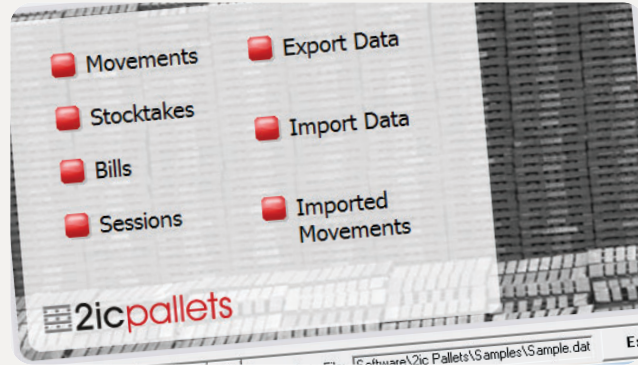 Movements
Stocktakes
Bills
Sessions
Export Data
Import Data
Imported
Movements
2icpallets
Software\2ic Pallets\Samples\Sample.dat